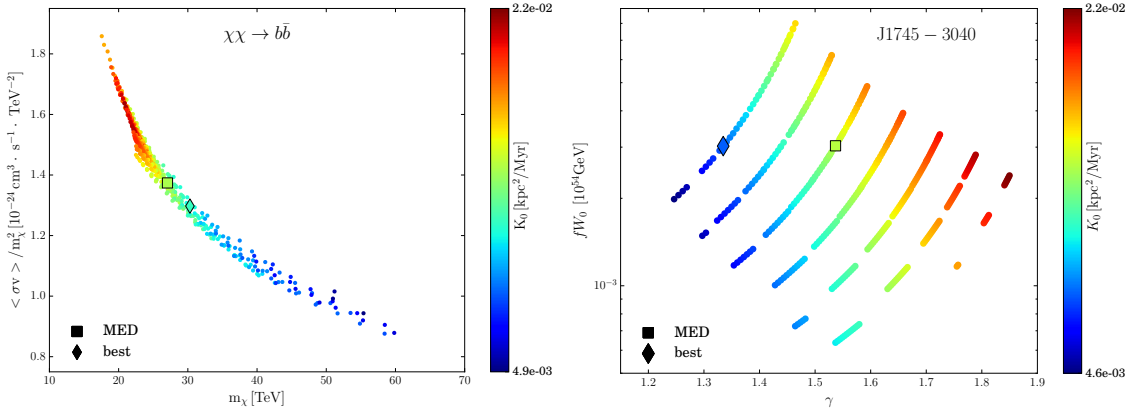 χχ → bb̄
1.8
1.6
1.4
1.2
1.0
0.8
< σv > /m²χ [10⁻²⁴ cm³ · s⁻¹ · TeV⁻²]
MED
best
10 20 30 40 50 60 70
mχ [TeV]
2.2e-02
K₀ [kpc²/Myr]
4.9e-03
J1745 − 3040
fW₀ [10⁵⁴GeV]
10⁻³
MED
best
1.2 1.3 1.4 1.5 1.6 1.7 1.8 1.9
γ
2.2e-02
K₀ [kpc²/Myr]
4.6e-03